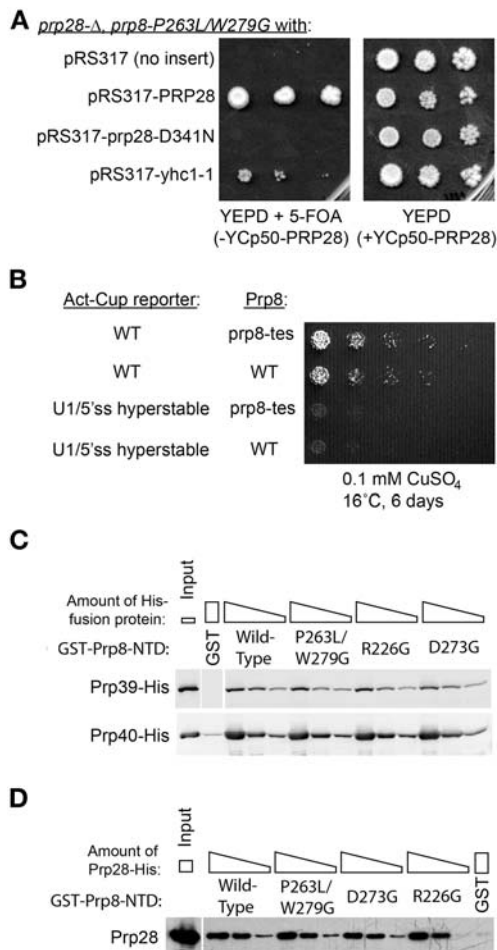 A
prp28-Δ, prp8-P263L/W279G with:
pRS317 (no insert)
pRS317-PRP28
pRS317-prp28-D341N
pRS317-yhc1-1
YEPD + 5-FOA
(-YCp50-PRP28)
YEPD
(+YCp50-PRP28)
B
Act-Cup reporter: Prp8:
WT prp8-tes
WT WT
U1/5'ss hyperstable prp8-tes
U1/5'ss hyperstable WT
0.1 mM CuSO4
16˚C, 6 days
C
Amount of His-
fusion protein:
Input
GST
GST-Prp8-NTD:
Wild-
Type
P263L/
W279G
R226G
D273G
Prp39-His
Prp40-His
D
Amount of
Prp28-His:
Input
GST-Prp8-NTD:
Wild-
Type
P263L/
W279G
D273G
R226G
GST
Prp28